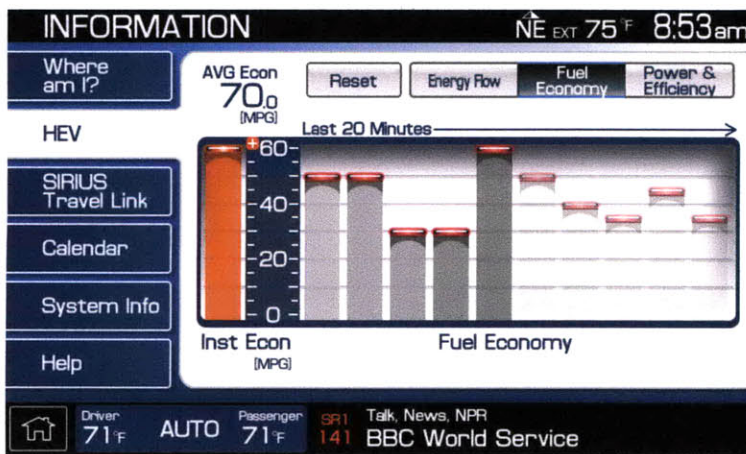 INFORMATION
NE EXT 75°F 8:53am
Where am I?
HEV
SIRIUS Travel Link
Calendar
System Info
Help
AVG Econ
70.0
[MPG]
Reset
Energy Flow
Fuel Economy
Power & Efficiency
Last 20 Minutes
60
40
20
0
Inst Econ
[MPG]
Fuel Economy
Driver
71°F
AUTO
Passenger
71°F
SR1
141
Talk, News, NPR
BBC World Service